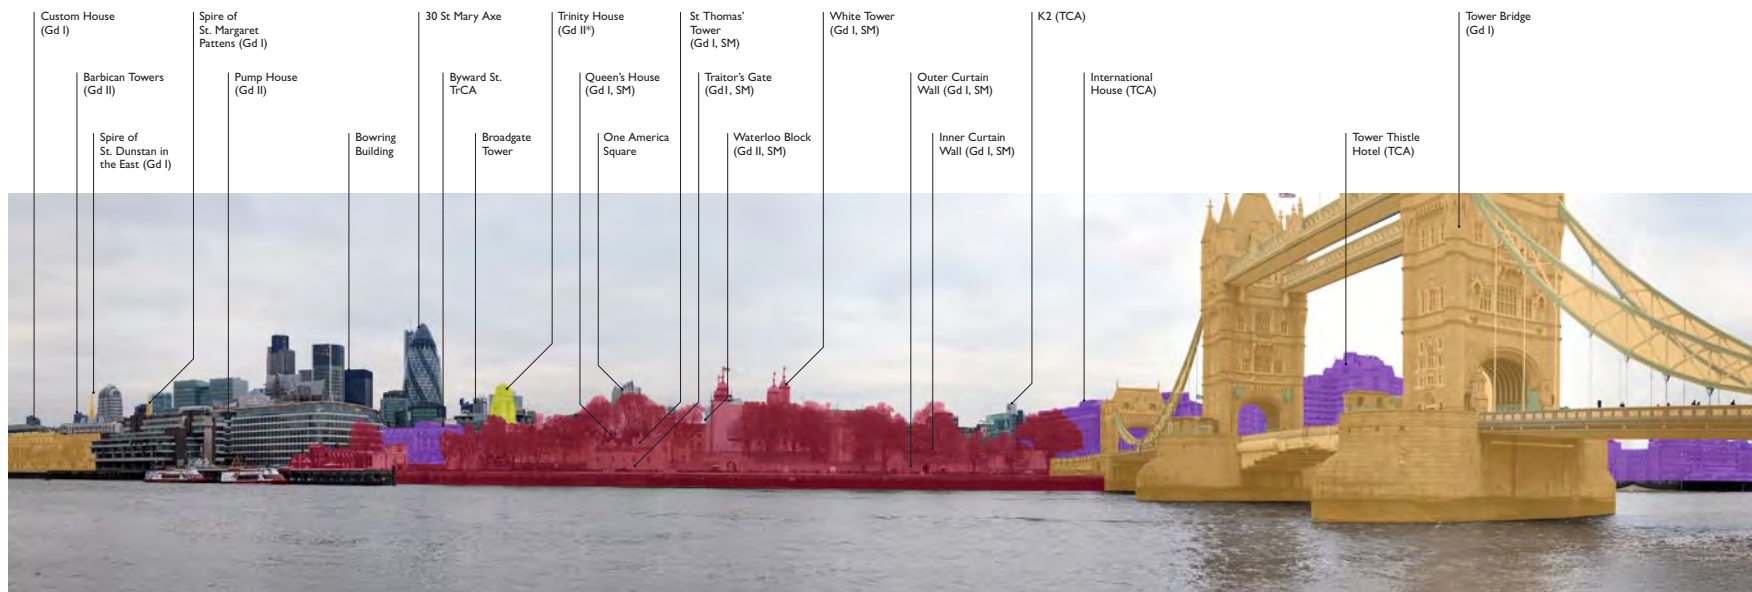 Custom House
(Gd I)
Spire of
St. Margaret
Pattens (Gd I)
30 St Mary Axe
Trinity House
(Gd II*)
St Thomas'
Tower
(Gd I, SM)
White Tower
(Gd I, SM)
K2 (TCA)
Tower Bridge
(Gd I)
Barbican Towers
(Gd II)
Pump House
(Gd II)
Byward St.
TrCA
Queen's House
(Gd I, SM)
Traitor's Gate
(Gd1, SM)
Outer Curtain
Wall (Gd I, SM)
International
House (TCA)
Spire of
St. Dunstan in
the East (Gd I)
Bowring
Building
Broadgate
Tower
One America
Square
Waterloo Block
(Gd II, SM)
Inner Curtain
Wall (Gd I, SM)
Tower Thistle
Hotel (TCA)